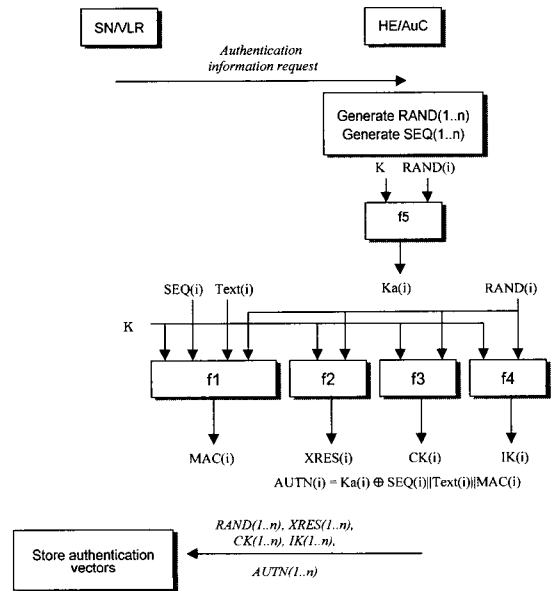 SN/VLR
HE/AuC
Authentication
information request
Generate RAND(1..n)
Generate SEQ(1..n)
K RAND(i)
f5
SEQ(i) Text(i) Ka(i) RAND(i)
K
f1 f2 f3 f4
MAC(i) XRES(i) CK(i) IK(i)
AUTN(i) = Ka(i) ⊕ SEQ(i)||Text(i)||MAC(i)
RAND(1..n), XRES(1..n),
CK(1..n), IK(1..n),
AUTN(1..n)
Store authentication
vectors